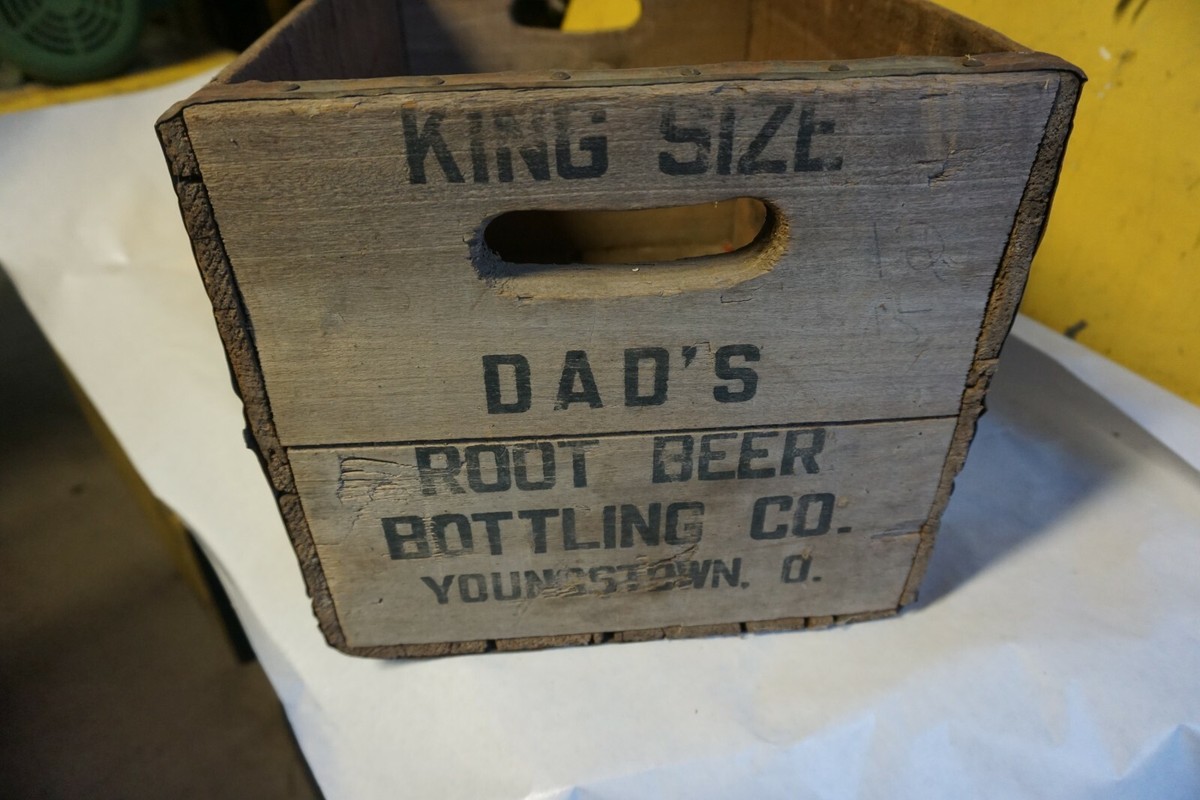 KING SIZE
DAD'S
ROOT BEER
BOTTLING CO.
YOUNGSTOWN, O.